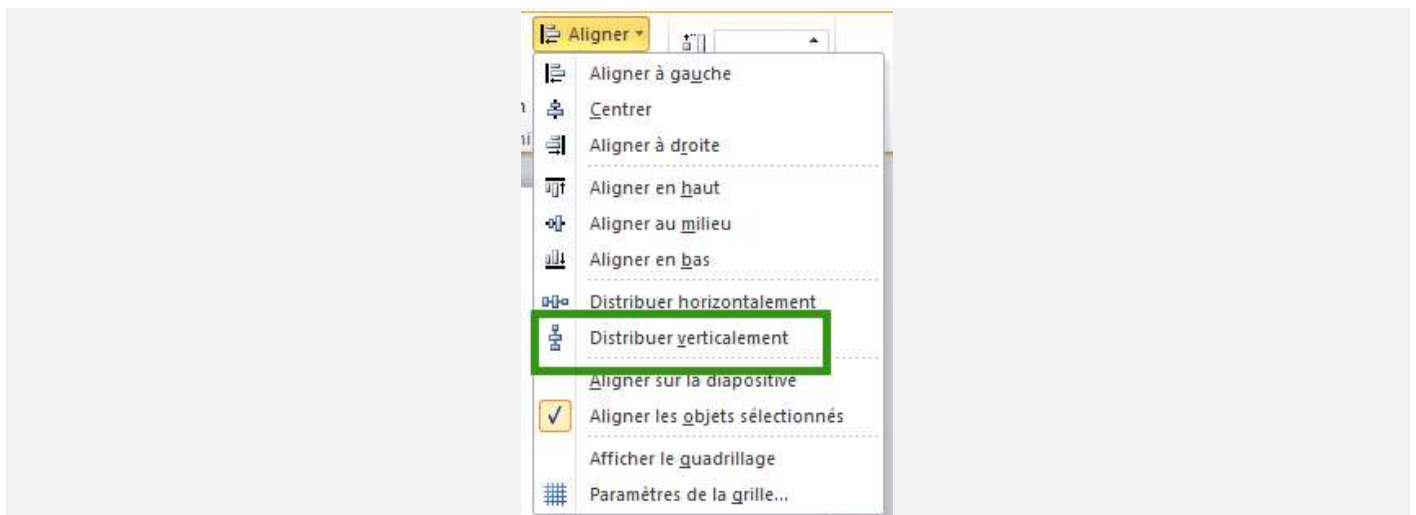 Aligner
Aligner à gauche
Centrer
Aligner à droite
Aligner en haut
Aligner au milieu
Aligner en bas
Distribuer horizontalement
Distribuer verticalement
Aligner sur la diapositive
Aligner les objets sélectionnés
Afficher le quadrillage
Paramètres de la grille...